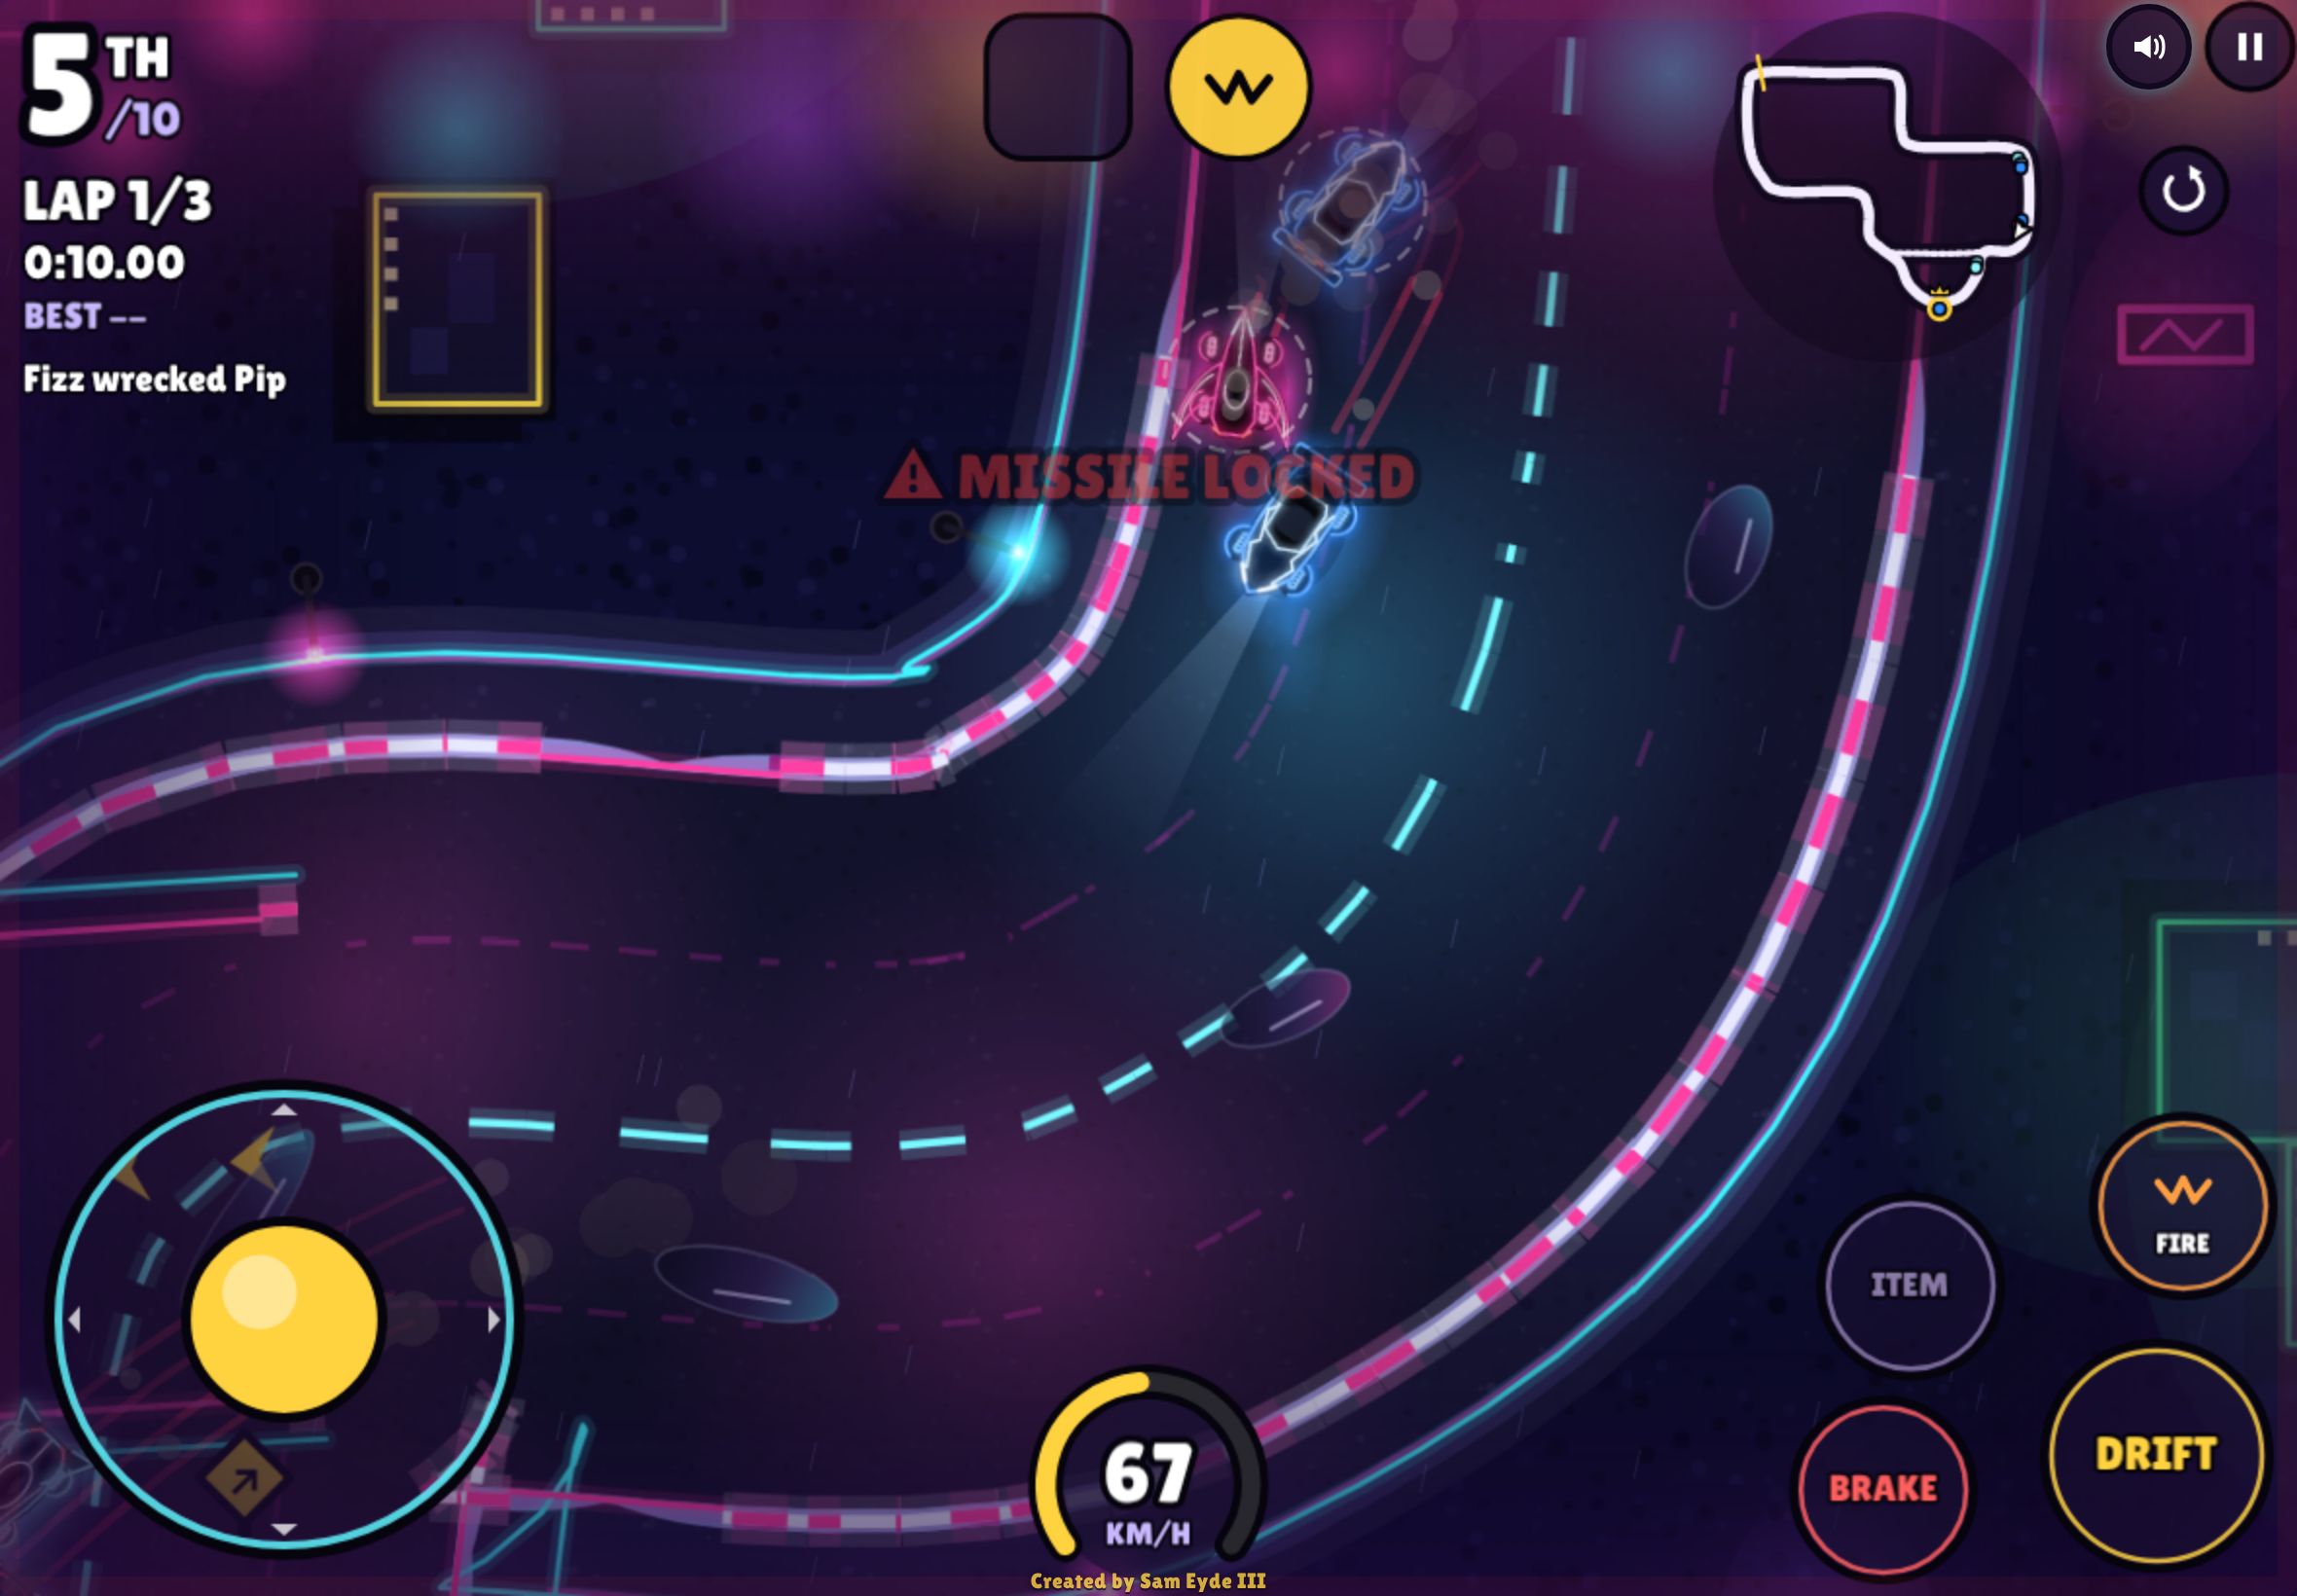 5TH
/10
LAP 1/3
0:10.00
BEST --
Fizz wrecked Pip
MISSILE LOCKED
FIRE
ITEM
DRIFT
BRAKE
67
KM/H
Created by Sam Eyde III